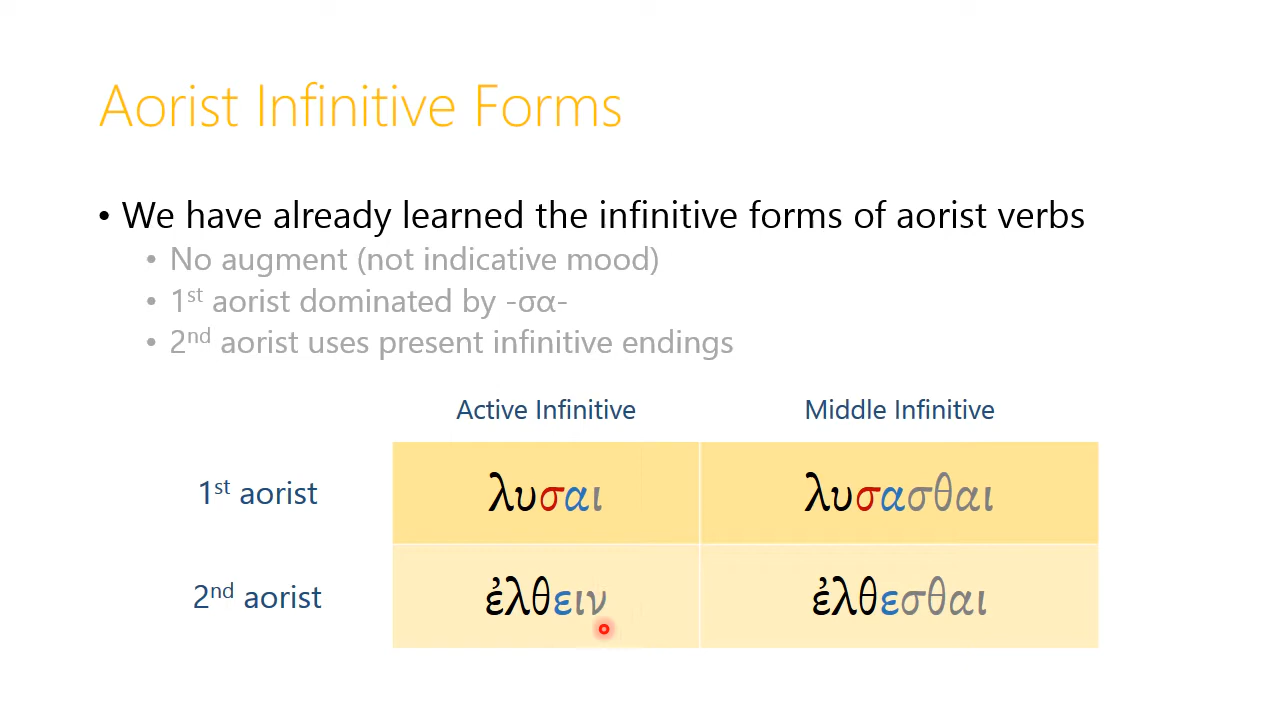 Aorist Infinitive Forms
• We have already learned the infinitive forms of aorist verbs
• No augment (not indicative mood)
• 1st aorist dominated by -σα-
• 2nd aorist uses present infinitive endings
Active Infinitive Middle Infinitive
1st aorist λυσαι λυσασθαι
2nd aorist ἐλθειν ἐλθεσθαι